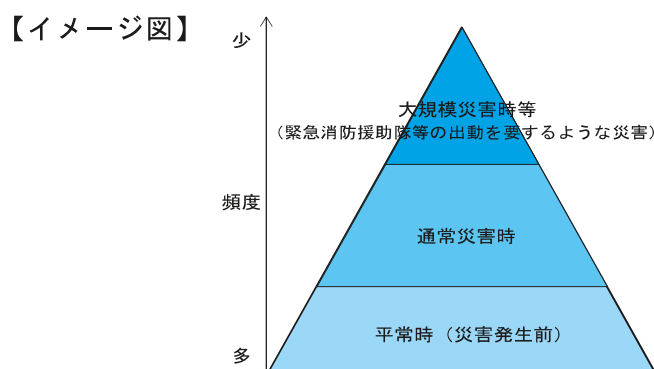 【イメージ図】
少
大規模災害時等
（緊急消防援助隊等の出動を要するような災害）
頻度
通常災害時
平常時（災害発生前）
多